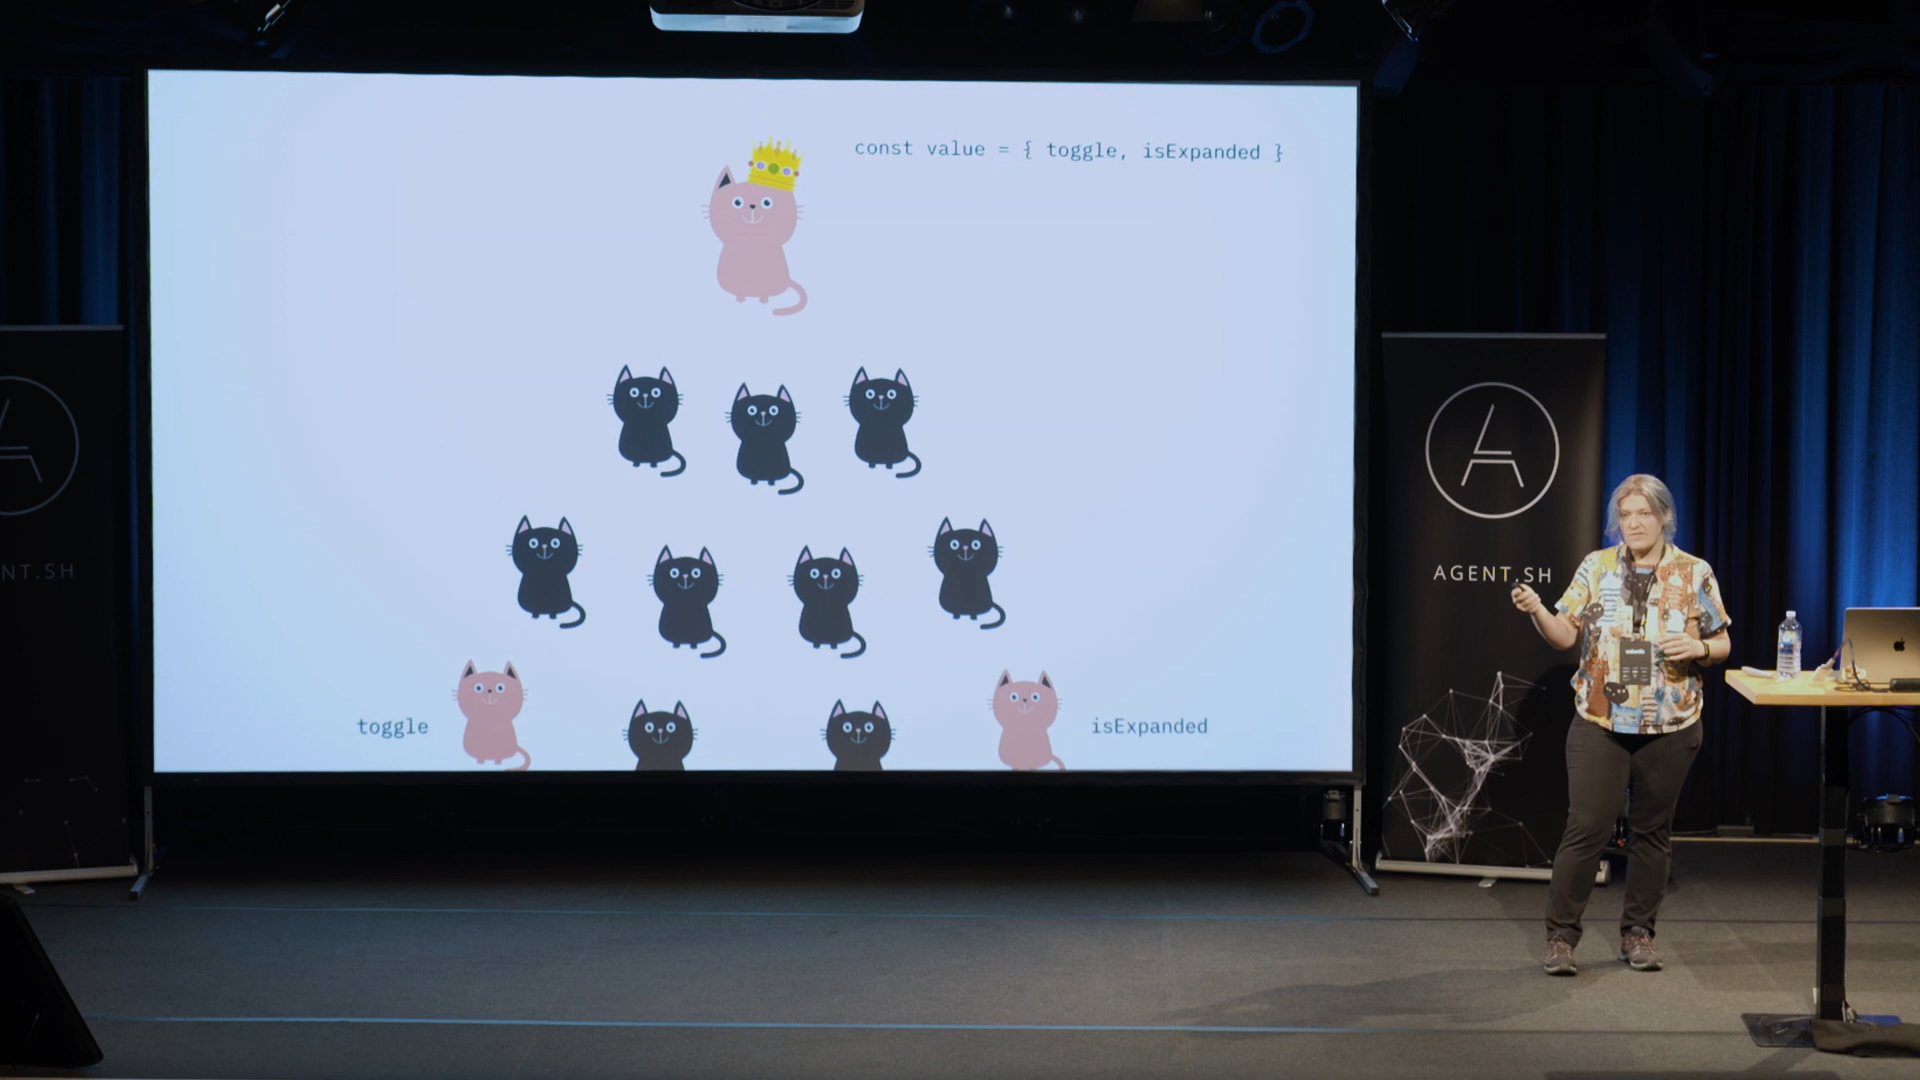 const value = { toggle, isExpanded }
toggle
isExpanded
NT.SH
AGENT.SH